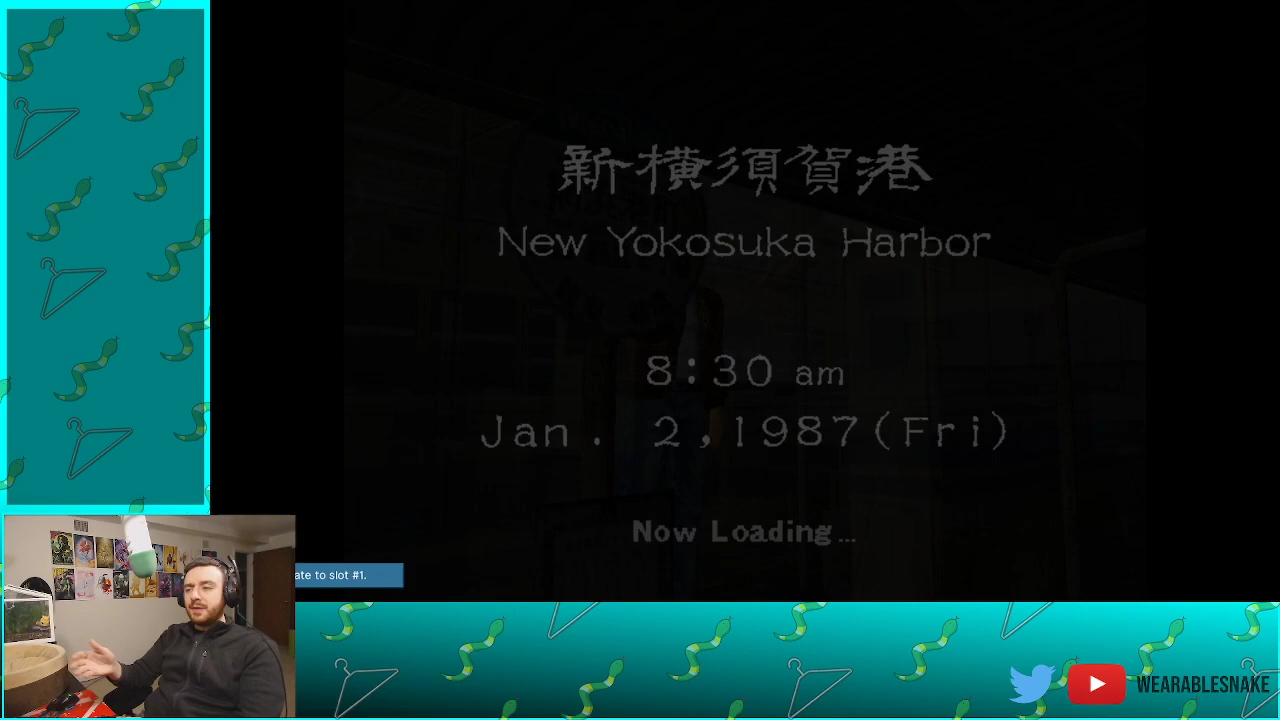 新横須賀港
New Yokosuka Harbor
8:30 am
Jan. 2,1987(Fri)
Now Loading...
ate to slot #1.
WEARABLESNAKE